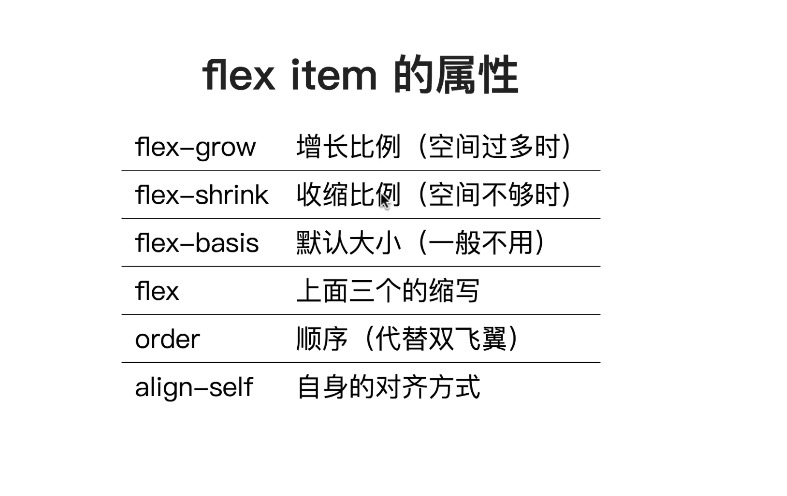 flex item 的属性
flex-grow 增长比例（空间过多时）
flex-shrink 收缩比例（空间不够时）
flex-basis 默认大小（一般不用）
flex 上面三个的缩写
order 顺序（代替双飞翼）
align-self 自身的对齐方式